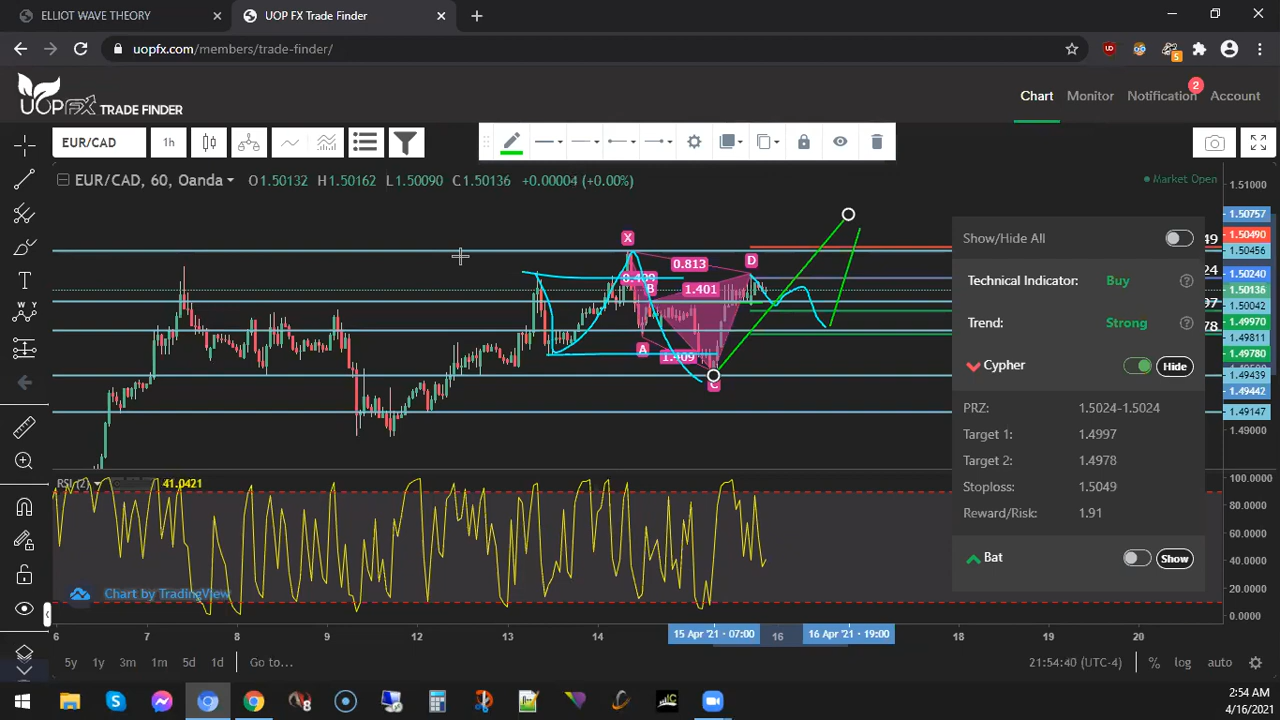 ELLIOT WAVE THEORY
UOP FX Trade Finder
uopfx.com/members/trade-finder/
5
UOPFX TRADE FINDER
Chart
Monitor
Notification
2
Account
EUR/CAD
1h
EUR/CAD, 60, Oanda
O1.50132 H1.50162 L1.50090 C1.50136 +0.00004 (+0.00%)
Market Open
X
0.813
D
B
1.401
A
1.409
C
1.51000
1.50757
1.50490
1.50456
1.50240
1.50136
1.50042
1.49970
1.49811
1.49780
1.49439
1.49442
1.49147
1.49000
Show/Hide All
Technical Indicator: Buy
Trend: Strong
Cypher Hide
PRZ: 1.5024-1.5024
Target 1: 1.4997
Target 2: 1.4978
Stoploss: 1.5049
Reward/Risk: 1.91
Bat Show
RSI (2) 41.0421
100.0000
80.0000
60.0000
40.0000
20.0000
0.0000
Chart by TradingView
6 7 8 9 12 13 14 15 Apr '21 - 07:00 16 16 Apr '21 - 19:00 18 19 20
5y 1y 3m 1m 5d 1d Go to...
21:54:40 (UTC-4) % log auto
2:54 AM
4/16/2021